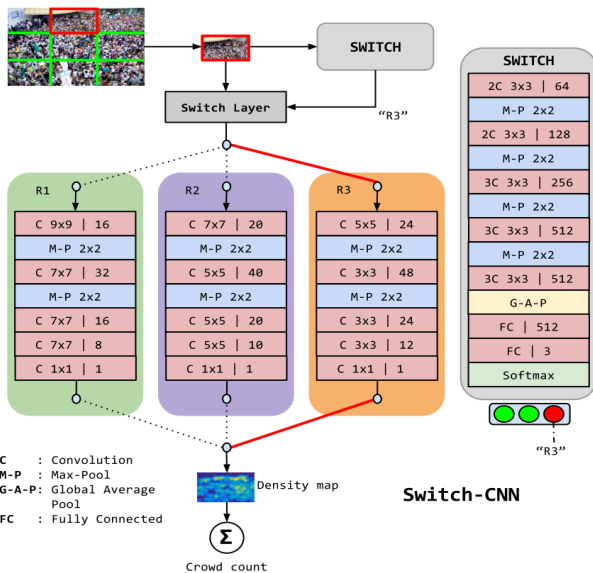 SWITCH
Switch Layer
“R3”
R1
C 9x9 | 16
M-P 2x2
C 7x7 | 32
M-P 2x2
C 7x7 | 16
C 7x7 | 8
C 1x1 | 1
R2
C 7x7 | 20
M-P 2x2
C 5x5 | 40
M-P 2x2
C 5x5 | 20
C 5x5 | 10
C 1x1 | 1
R3
C 5x5 | 24
M-P 2x2
C 3x3 | 48
M-P 2x2
C 3x3 | 24
C 3x3 | 12
C 1x1 | 1
SWITCH
2C 3x3 | 64
M-P 2x2
2C 3x3 | 128
M-P 2x2
3C 3x3 | 256
M-P 2x2
3C 3x3 | 512
M-P 2x2
3C 3x3 | 512
G-A-P
FC | 512
FC | 3
Softmax
“R3”
C : Convolution
M-P : Max-Pool
G-A-P: Global Average
Pool
FC : Fully Connected
Density map
Σ
Crowd count
Switch-CNN